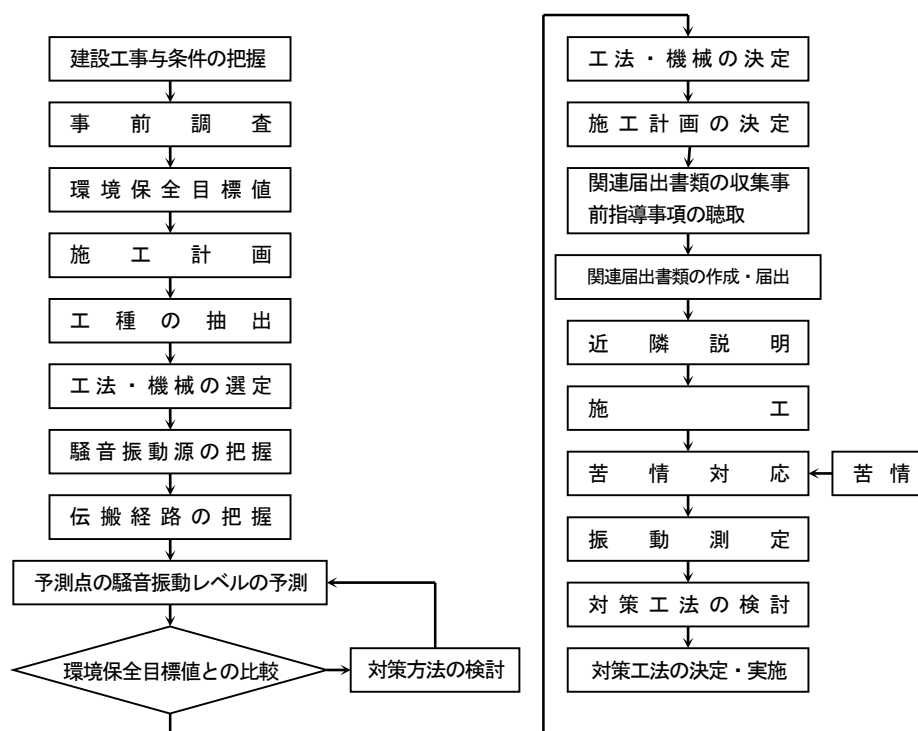 建設工事与条件の把握
事前調査
環境保全目標値
施工計画
工種の抽出
工法・機械の選定
騒音振動源の把握
伝搬経路の把握
予測点の騒音振動レベルの予測
環境保全目標値との比較
対策方法の検討
工法・機械の決定
施工計画の決定
関連届出書類の収集事
前指導事項の聴取
関連届出書類の作成・届出
近隣説明
施工
苦情対応
苦情
振動測定
対策工法の検討
対策工法の決定・実施